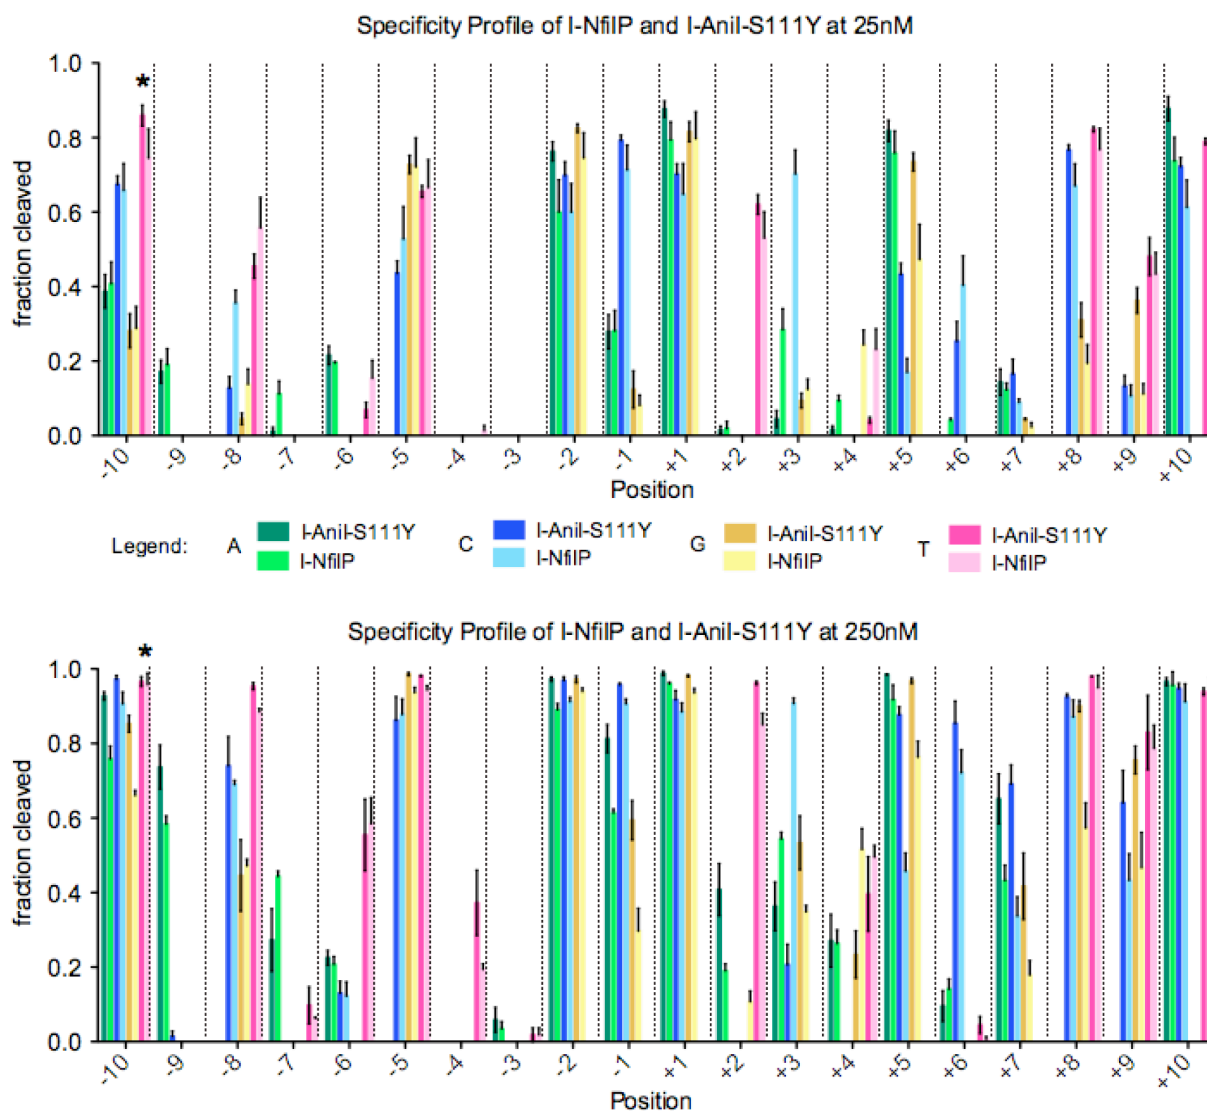 Specificity Profile of I-NfiIP and I-AniI-S111Y at 25nM
1.0
*
0.8
0.6
0.4
0.2
0.0
fraction cleaved
-10 -9 -8 -7 -6 -5 -4 -3 -2 -1 +1 +2 +3 +4 +5 +6 +7 +8 +9 +10
Position
Legend: A I-AniI-S111Y C I-AniI-S111Y G I-AniI-S111Y T I-AniI-S111Y
I-NfiIP I-NfiIP I-NfiIP I-NfiIP
Specificity Profile of I-NfiIP and I-AniI-S111Y at 250nM
*
1.0
0.8
0.6
0.4
0.2
0.0
fraction cleaved
-10 -9 -8 -7 -6 -5 -4 -3 -2 -1 +1 +2 +3 +4 +5 +6 +7 +8 +9 +10
Position